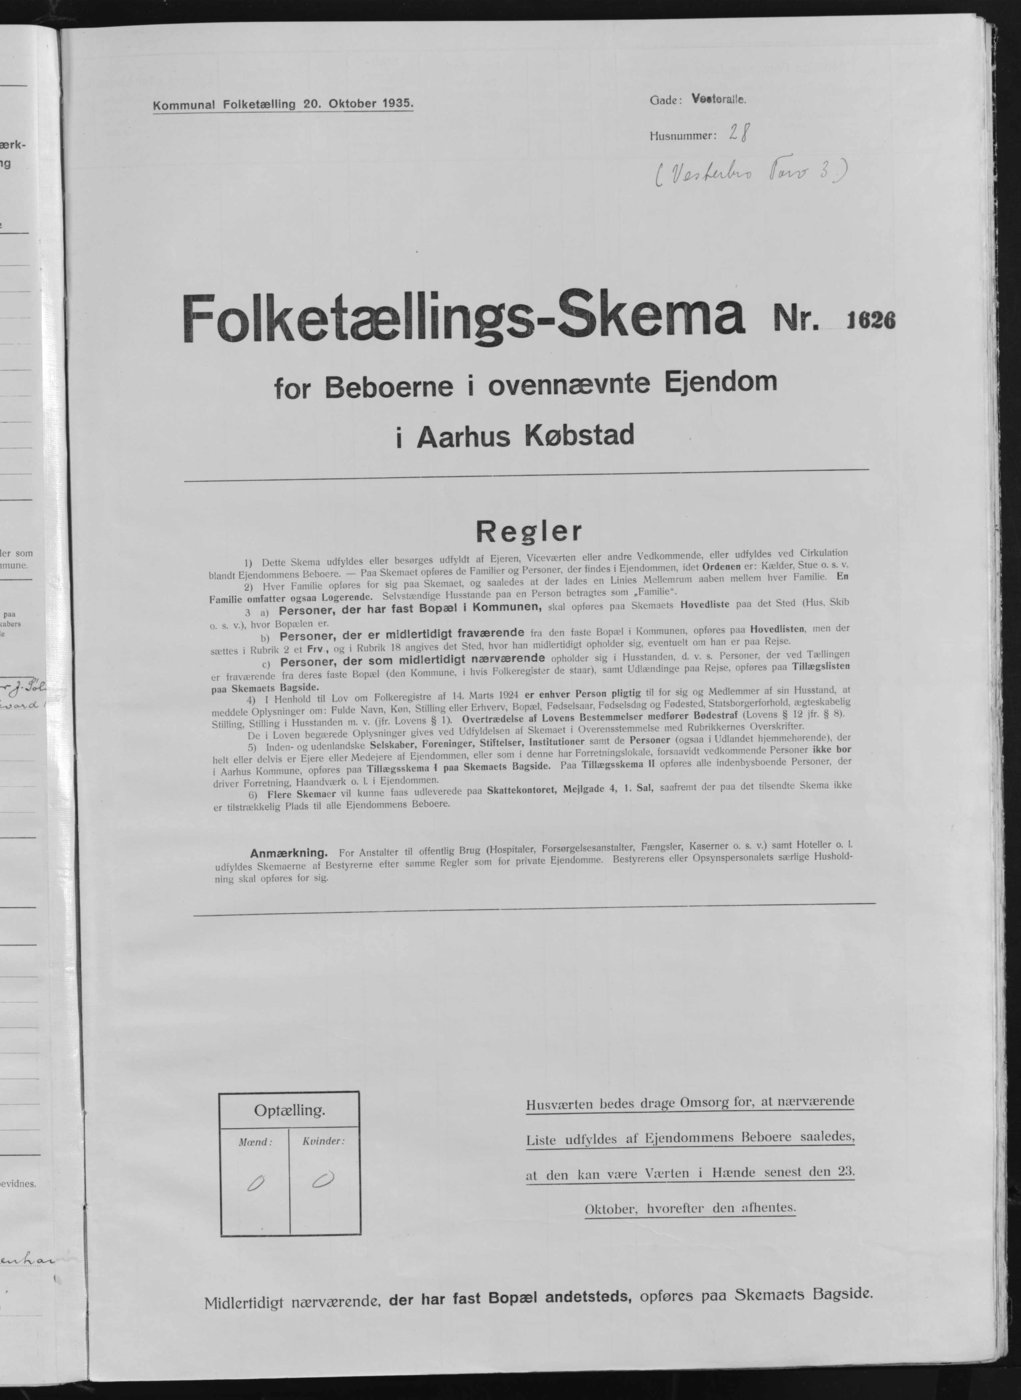 ærk-
ng
der som
mmune.
paa
kabers
evidnes.
Kommunal Folketælling 20. Oktober 1935.
Gade: Vesteralle.
Husnummer: 28
(Vesterbro Torv 3.)
Folketællings-Skema Nr. 1626
for Beboerne i ovennævnte Ejendom
i Aarhus Købstad
Regler
1) Dette Skema udfyldes eller besørges udfyldt af Ejeren, Viceværten eller andre Vedkommende, eller udfyldes ved Cirkulation
blandt Ejendommens Beboere. — Paa Skemaet opføres de Familier og Personer, der findes i Ejendommen, idet Ordenen er: Kælder, Stue o. s. v.
2) Hver Familie opføres for sig paa Skemaet, og saaledes at der lades en Linies Mellemrum aaben mellem hver Familie. En
Familie omfatter ogsaa Logerende. Selvstændige Husstande paa en Person betragtes som „Familie“.
3 a) Personer, der har fast Bopæl i Kommunen, skal opføres paa Skemaets Hovedliste paa det Sted (Hus, Skib
o. s. v.), hvor Bopælen er.
b) Personer, der er midlertidigt fraværende fra den faste Bopæl i Kommunen, opføres paa Hovedlisten, men der
sættes i Rubrik 2 et Frv., og i Rubrik 18 angives det Sted, hvor han midlertidigt opholder sig, eventuelt om han er paa Rejse.
c) Personer, der som midlertidigt nærværende opholder sig i Husstanden, d. v. s. Personer, der ved Tællingen
er fraværende fra deres faste Bopæl (den Kommune, i hvis Folkeregister de staar), samt Udlændinge paa Rejse, opføres paa Tillægslisten
paa Skemaets Bagside.
4) I Henhold til Lov om Folkeregistre af 14. Marts 1924 er enhver Person pligtig til for sig og Medlemmer af sin Husstand, at
meddele Oplysninger om: Fulde Navn, Køn, Stilling eller Erhverv, Bopæl, Fødselsaar, Fødselsdag og Fødested, Statsborgerforhold, ægteskabelig
Stilling, Stilling i Husstanden m. v. (jfr. Lovens § 1). Overtrædelse af Lovens Bestemmelser medfører Bødestraf (Lovens § 12 jfr. § 8).
De i Loven begærede Oplysninger gives ved Udfyldelsen af Skemaet i Overensstemmelse med Rubrikkernes Overskrifter.
5) Inden- og udenlandske Selskaber, Foreninger, Stiftelser, Institutioner samt de Personer (ogsaa i Udlandet hjemmehørende), der
helt eller delvis er Ejere eller Medejere af Ejendommen, eller som i denne har Forretningslokale, forsaavidt vedkommende Personer ikke bor
i Aarhus Kommune, opføres paa Tillægsskema I paa Skemaets Bagside. Paa Tillægsskema II opføres alle indenbysboende Personer, der
driver Forretning, Haandværk o. l. i Ejendommen.
6) Flere Skemaer vil kunne faas udleverede paa Skattekontoret, Mejlgade 4, 1. Sal, saafremt der paa det tilsendte Skema ikke
er tilstrækkelig Plads til alle Ejendommens Beboere.
Anmærkning. For Anstalter til offentlig Brug (Hospitaler, Forsørgelsesanstalter, Fængsler, Kaserner o. s. v.) samt Hoteller o. l.
udfyldes Skemaerne af Bestyrerne efter samme Regler som for private Ejendomme. Bestyrerens eller Opsynspersonalets særlige Hushold-
ning skal opføres for sig.
Optælling.
Mænd: Kvinder:
0 0
Husværten bedes drage Omsorg for, at nærværende
Liste udfyldes af Ejendommens Beboere saaledes,
at den kan være Værten i Hænde senest den 23.
Oktober, hvorefter den afhentes.
Midlertidigt nærværende, der har fast Bopæl andetsteds, opføres paa Skemaets Bagside.